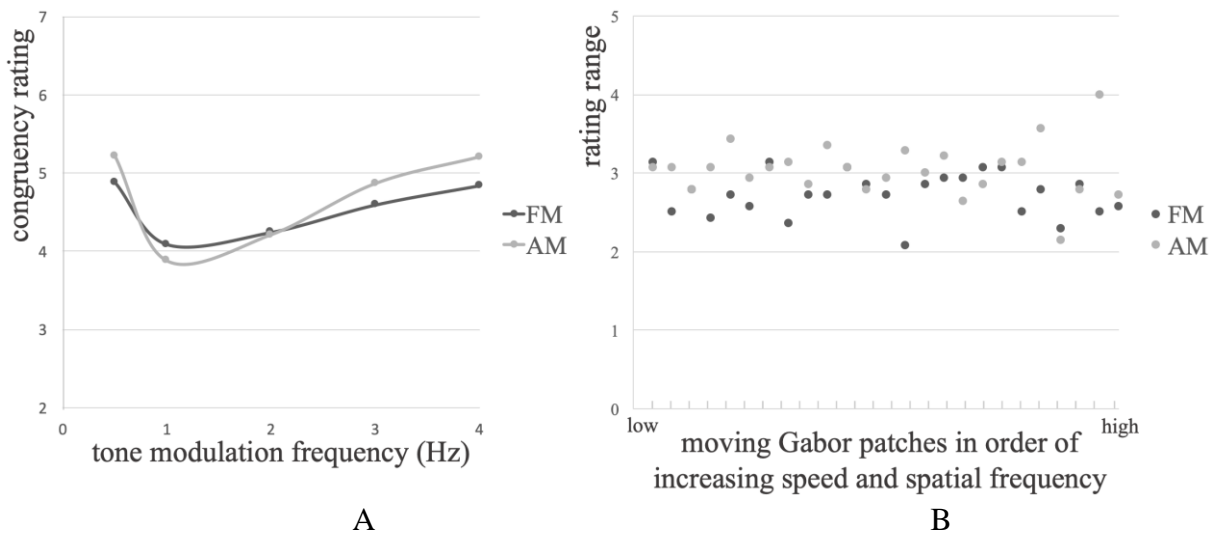 congruency rating
7
6
5
4
3
2
0
1
2
3
4
tone modulation frequency (Hz)
FM
AM
A
rating range
5
4
3
2
1
0
low
high
moving Gabor patches in order of
increasing speed and spatial frequency
FM
AM
B